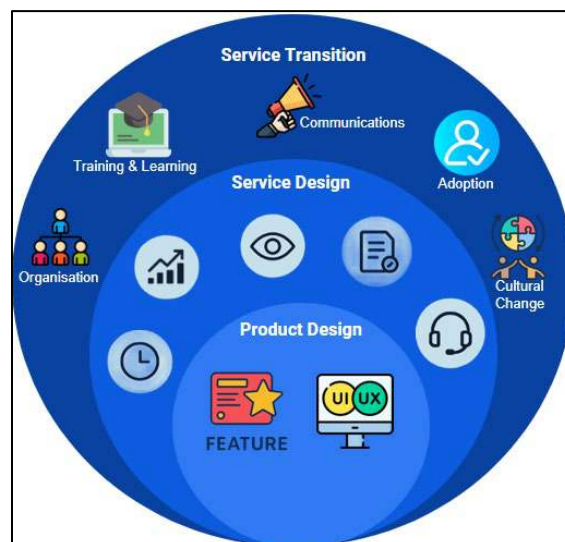 Service Transition
Communications
Training & Learning
Adoption
Service Design
Organisation
Cultural
Change
Product Design
UI UX
FEATURE